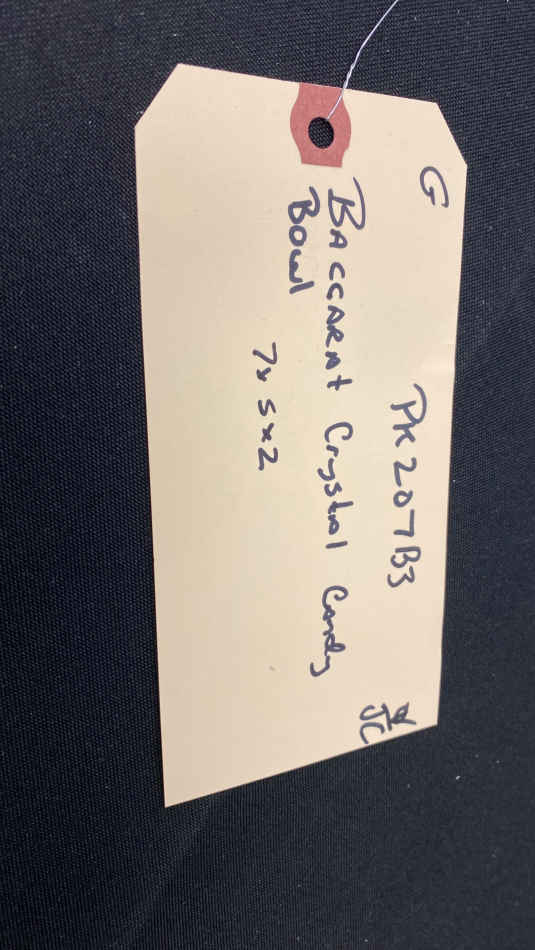 G PK207B3
JC
BACCARAt Crystal Candy
Bowl
7x5x2